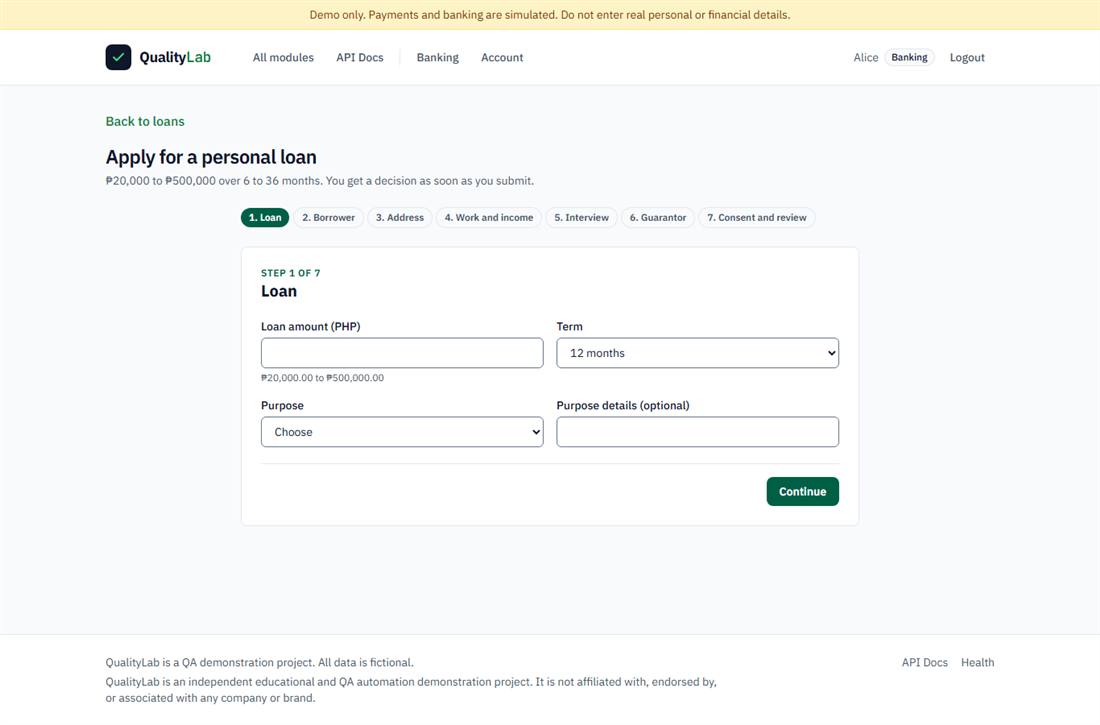 Demo only. Payments and banking are simulated. Do not enter real personal or financial details.
QualityLab
All modules
API Docs
Banking
Account
Alice
Banking
Logout
Back to loans
Apply for a personal loan
₱20,000 to ₱500,000 over 6 to 36 months. You get a decision as soon as you submit.
1. Loan
2. Borrower
3. Address
4. Work and income
5. Interview
6. Guarantor
7. Consent and review
STEP 1 OF 7
Loan
Loan amount (PHP)
Term
12 months
₱20,000.00 to ₱500,000.00
Purpose
Purpose details (optional)
Choose
Continue
QualityLab is a QA demonstration project. All data is fictional.
API Docs
Health
QualityLab is an independent educational and QA automation demonstration project. It is not affiliated with, endorsed by,
or associated with any company or brand.